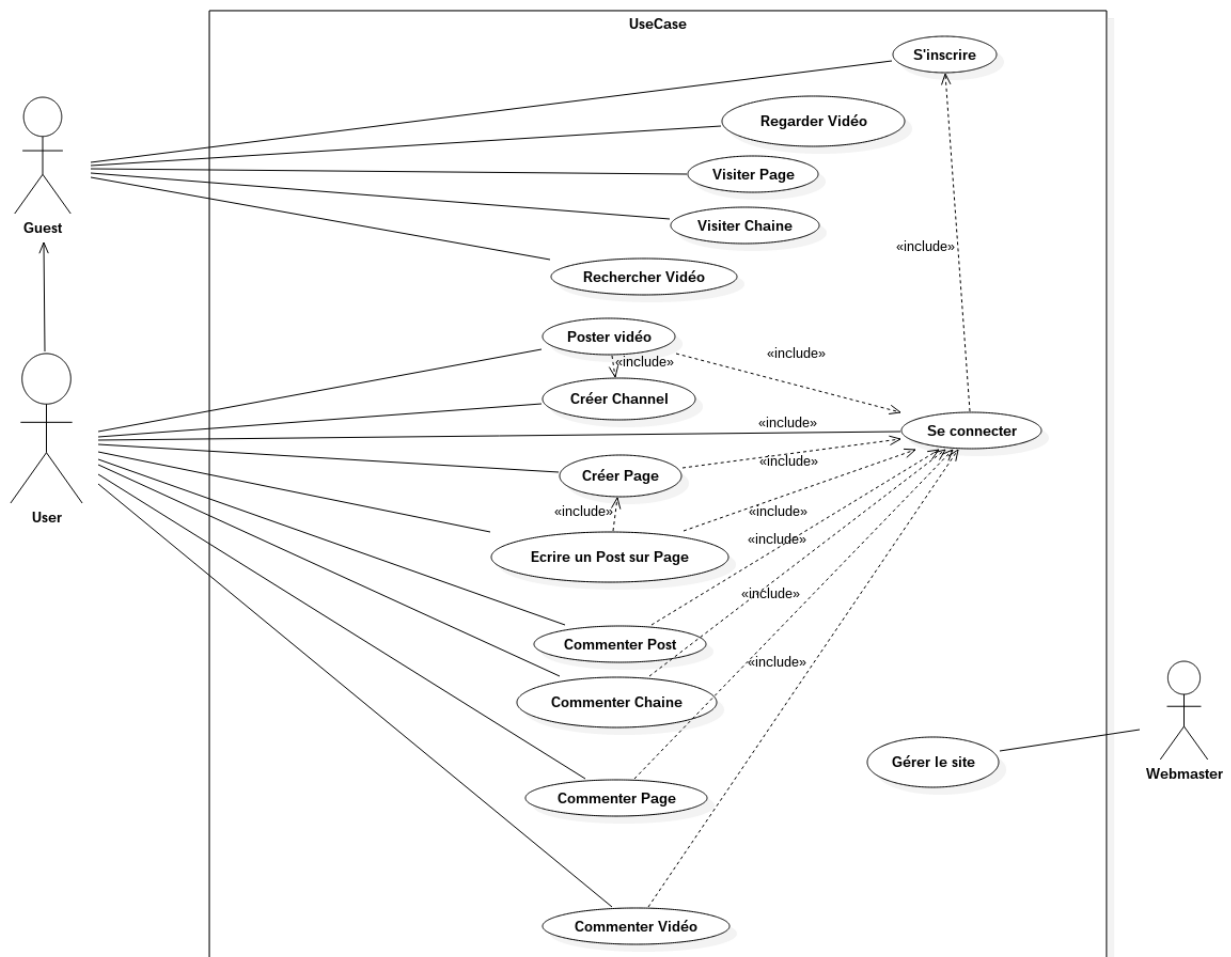 UseCase
S'inscrire
Regarder Vidéo
Visiter Page
Visiter Chaine
Guest
«include»
Rechercher Vidéo
Poster vidéo
«include»
«include»
Créer Channel
«include»
Se connecter
«include»
Créer Page
«include»
«include»
User
«include»
Ecrire un Post sur Page
«include»
Commenter Post
«include»
Commenter Chaine
Gérer le site
Webmaster
Commenter Page
Commenter Vidéo